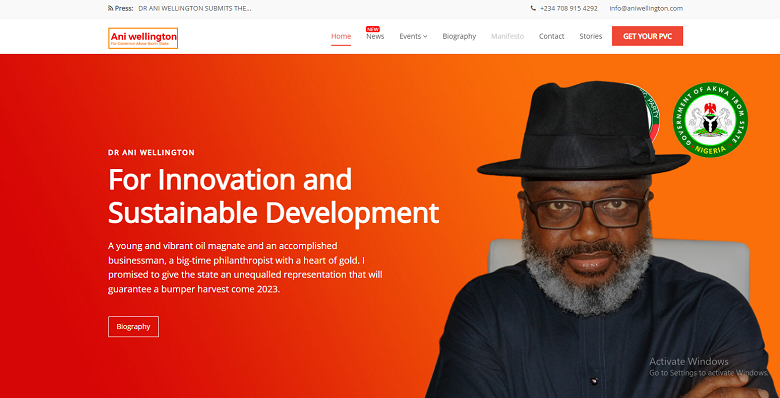 Press: DR ANI WELLINGTON SUBMITS THE...
+234 708 915 4292
info@aniwellington.com
Ani wellington
For Governor Akwa Ibom State
Home
NEW
News
Events
Biography
Manifesto
Contact
Stories
GET YOUR PVC
PARTY
GOVERNMENT OF AKWA IBOM STATE
NIGERIA
DR ANI WELLINGTON
For Innovation and
Sustainable Development
A young and vibrant oil magnate and an accomplished
businessman, a big-time philanthropist with a heart of gold. I
promised to give the state an unequalled representation that will
guarantee a bumper harvest come 2023.
Biography
Activate Windows
Go to Settings to activate Windows.